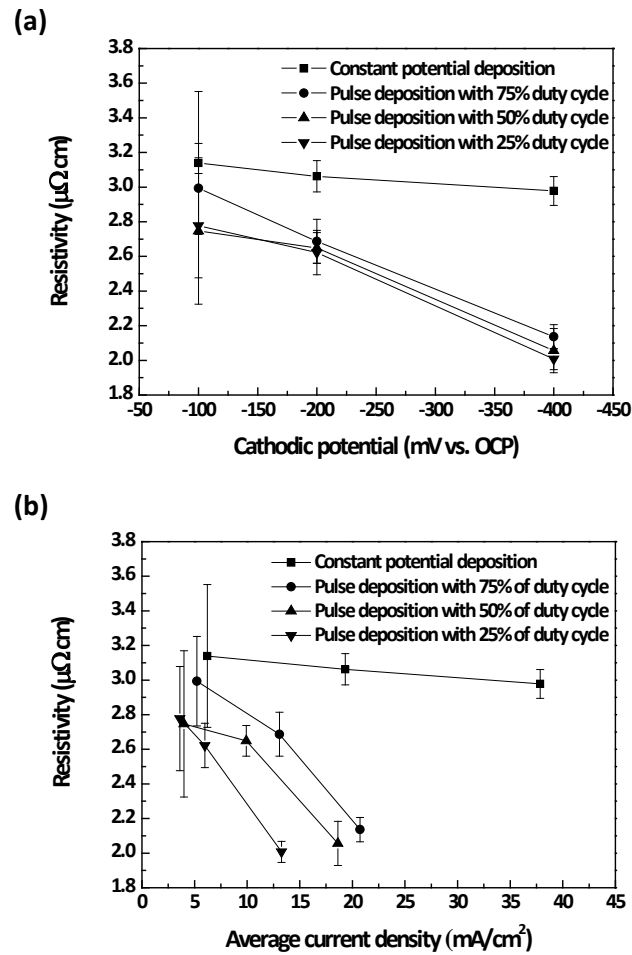 (a)
3.8
3.6
3.4
3.2
3.0
2.8
2.6
2.4
2.2
2.0
1.8
Resistivity (μΩcm)
Constant potential deposition
Pulse deposition with 75% duty cycle
Pulse deposition with 50% duty cycle
Pulse deposition with 25% duty cycle
-50 -100 -150 -200 -250 -300 -350 -400 -450
Cathodic potential (mV vs. OCP)
(b)
3.8
3.6
3.4
3.2
3.0
2.8
2.6
2.4
2.2
2.0
1.8
Resistivity (μΩcm)
Constant potential deposition
Pulse deposition with 75% of duty cycle
Pulse deposition with 50% of duty cycle
Pulse deposition with 25% of duty cycle
0 5 10 15 20 25 30 35 40 45
Average current density (mA/cm²)